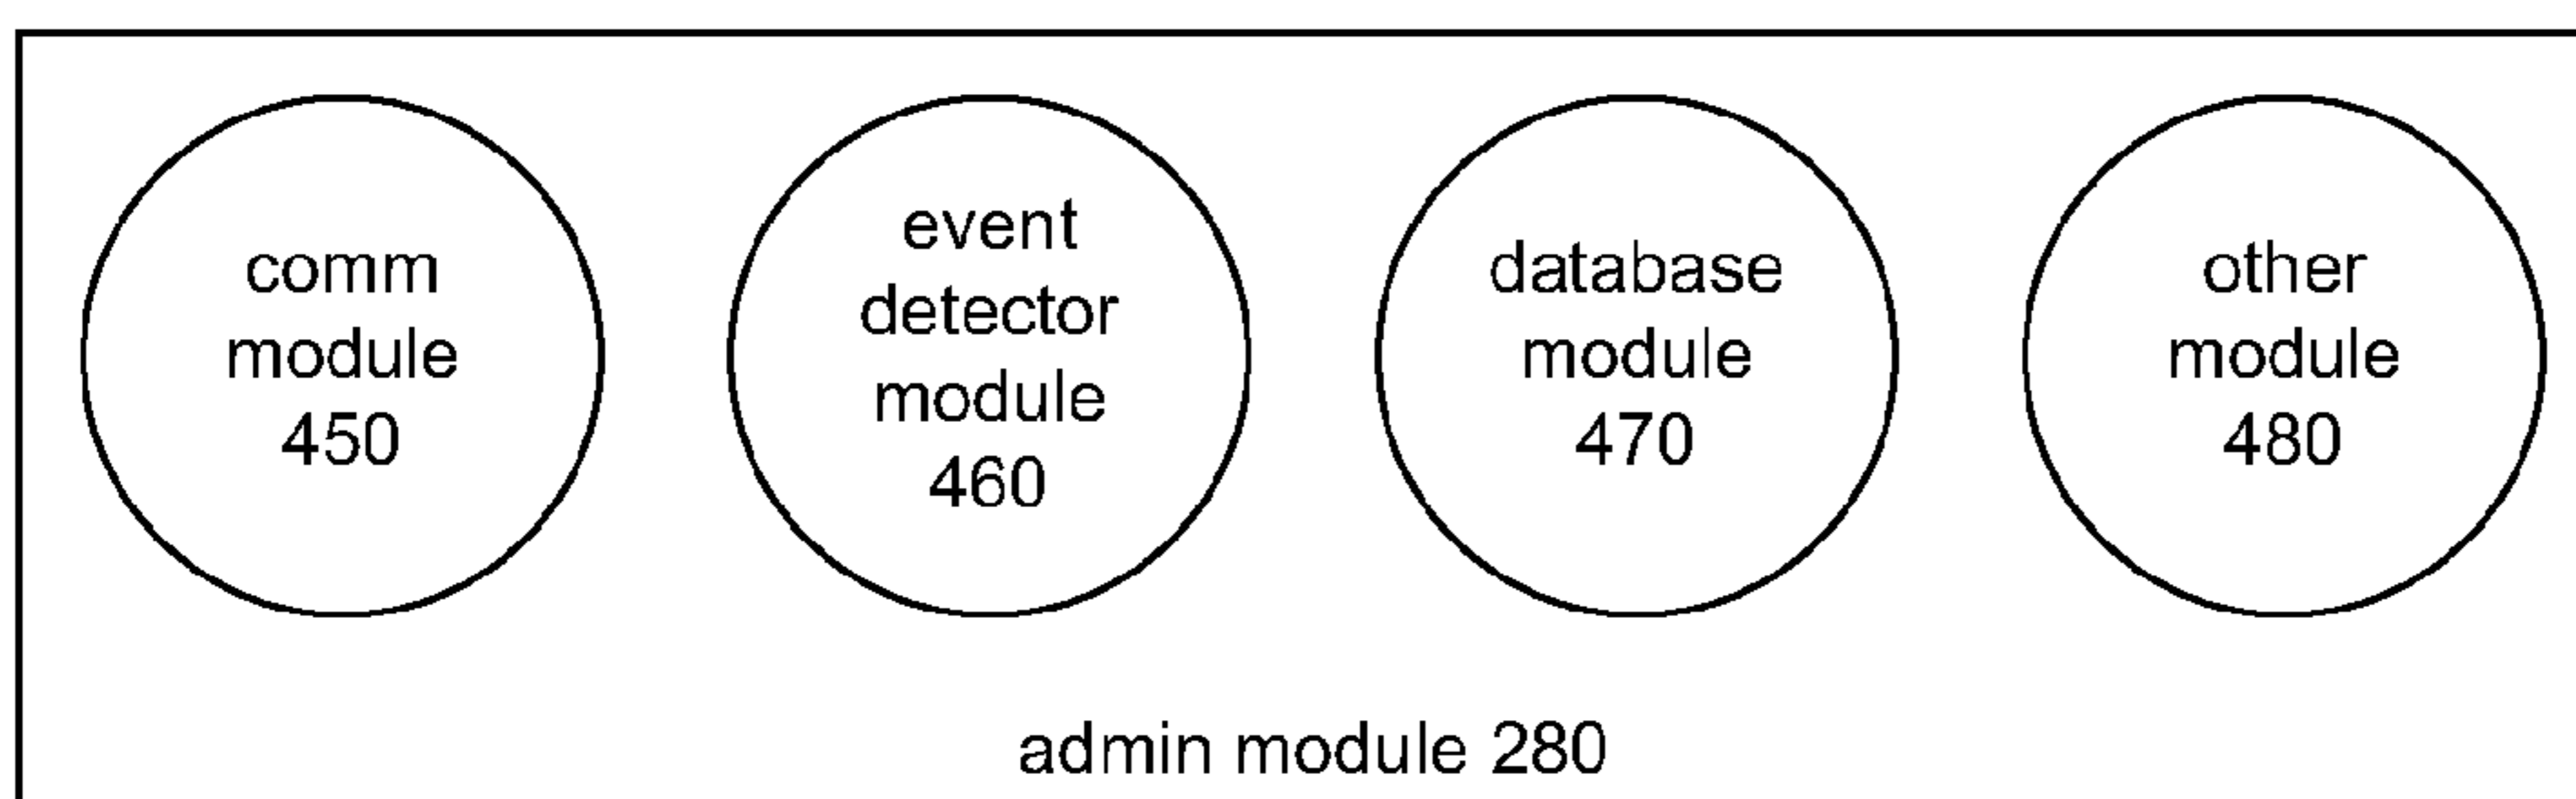 comm
module
450
event
detector
module
460
database
module
470
other
module
480
admin module 280